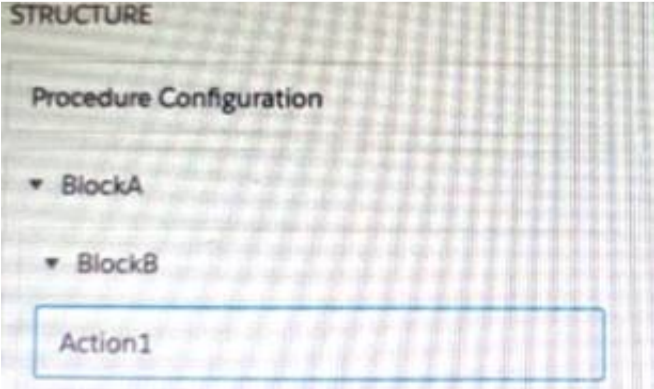 STRUCTURE
Procedure Configuration
BlockA
BlockB
Action1